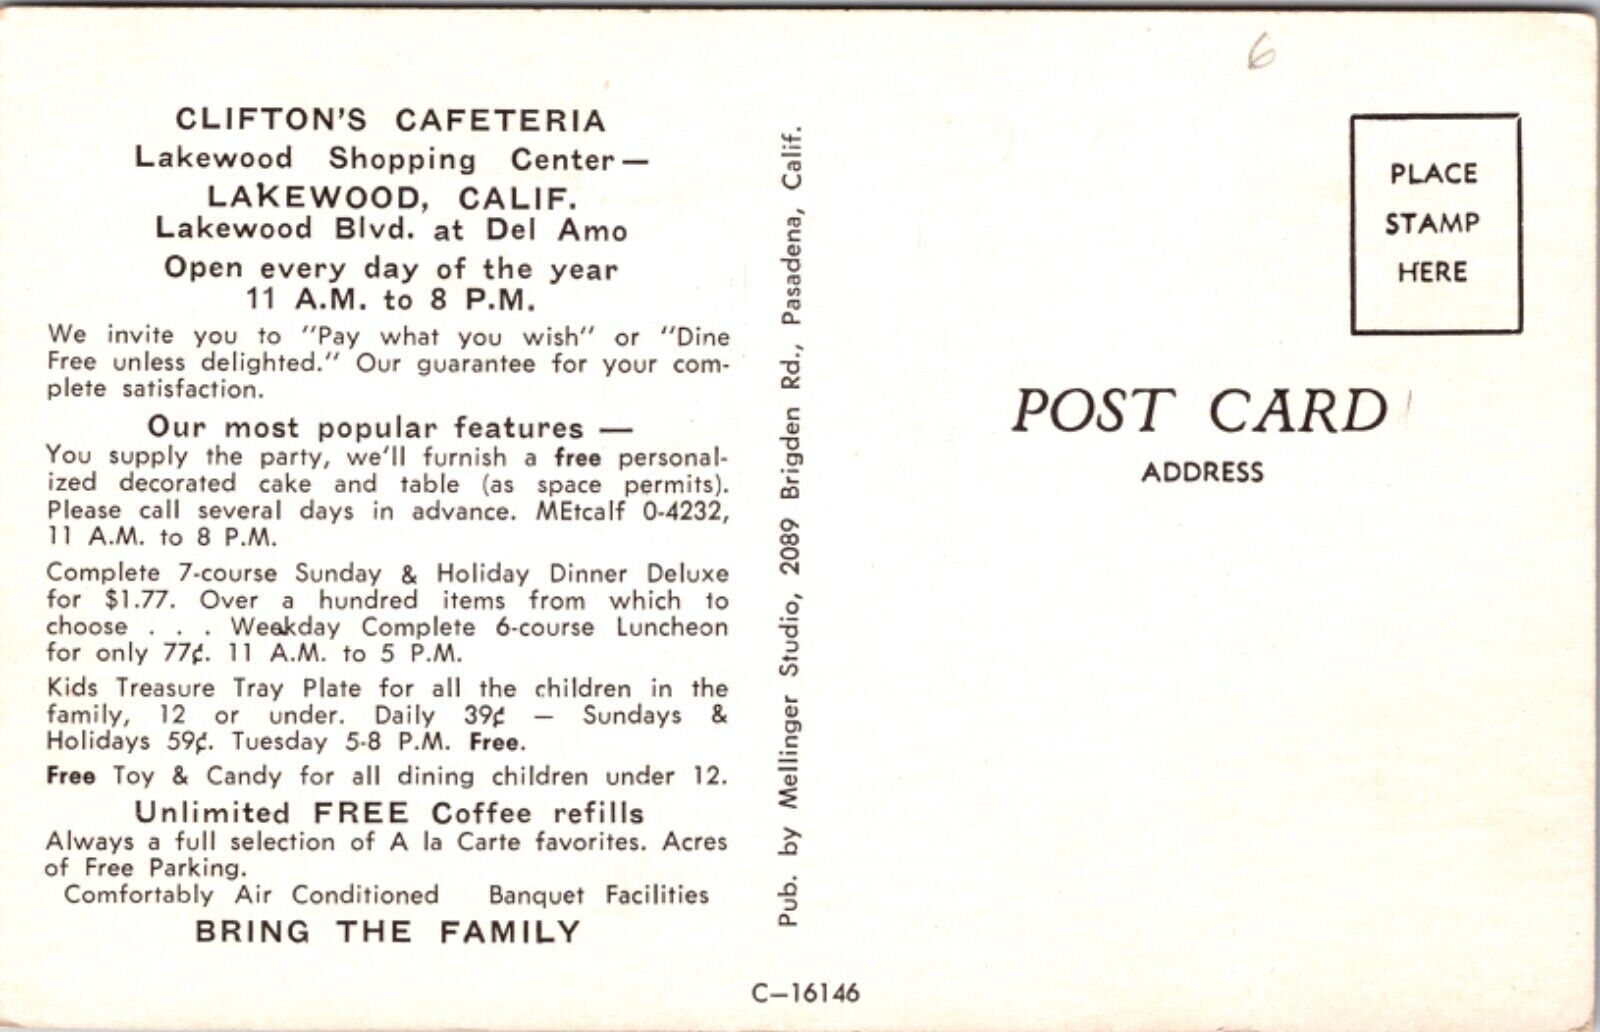 CLIFTON'S CAFETERIA
Lakewood Shopping Center —
LAKEWOOD, CALIF.
Lakewood Blvd. at Del Amo
Open every day of the year
11 A.M. to 8 P.M.
We invite you to "Pay what you wish" or "Dine
Free unless delighted." Our guarantee for your com-
plete satisfaction.
Our most popular features —
You supply the party, we'll furnish a free personal-
ized decorated cake and table (as space permits).
Please call several days in advance. MEtcalf 0-4232,
11 A.M. to 8 P.M.
Complete 7-course Sunday & Holiday Dinner Deluxe
for $1.77. Over a hundred items from which to
choose . . . Weekday Complete 6-course Luncheon
for only 77¢. 11 A.M. to 5 P.M.
Kids Treasure Tray Plate for all the children in the
family, 12 or under. Daily 39¢ — Sundays &
Holidays 59¢. Tuesday 5-8 P.M. Free.
Free Toy & Candy for all dining children under 12.
Unlimited FREE Coffee refills
Always a full selection of A la Carte favorites. Acres
of Free Parking.
Comfortably Air Conditioned Banquet Facilities
BRING THE FAMILY
Pub. by Mellinger Studio, 2089 Brigden Rd., Pasadena, Calif.
C—16146
6
PLACE
STAMP
HERE
POST CARD
ADDRESS